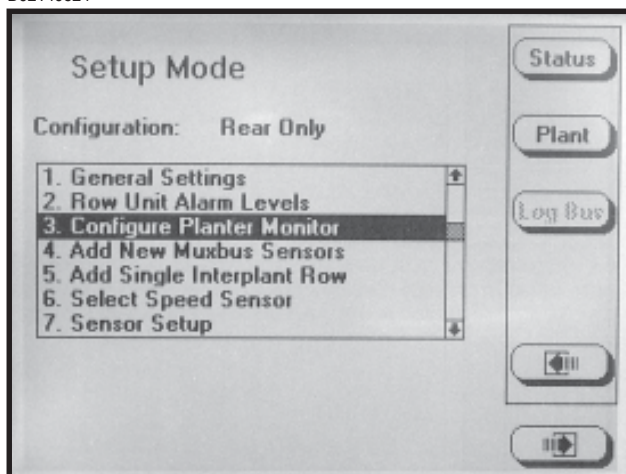 Setup Mode
Status
Configuration: Rear Only
Plant
1. General Settings
2. Row Unit Alarm Levels
3. Configure Planter Monitor
4. Add New Muxbus Sensors
5. Add Single Interplant Row
6. Select Speed Sensor
7. Sensor Setup
Log Bus